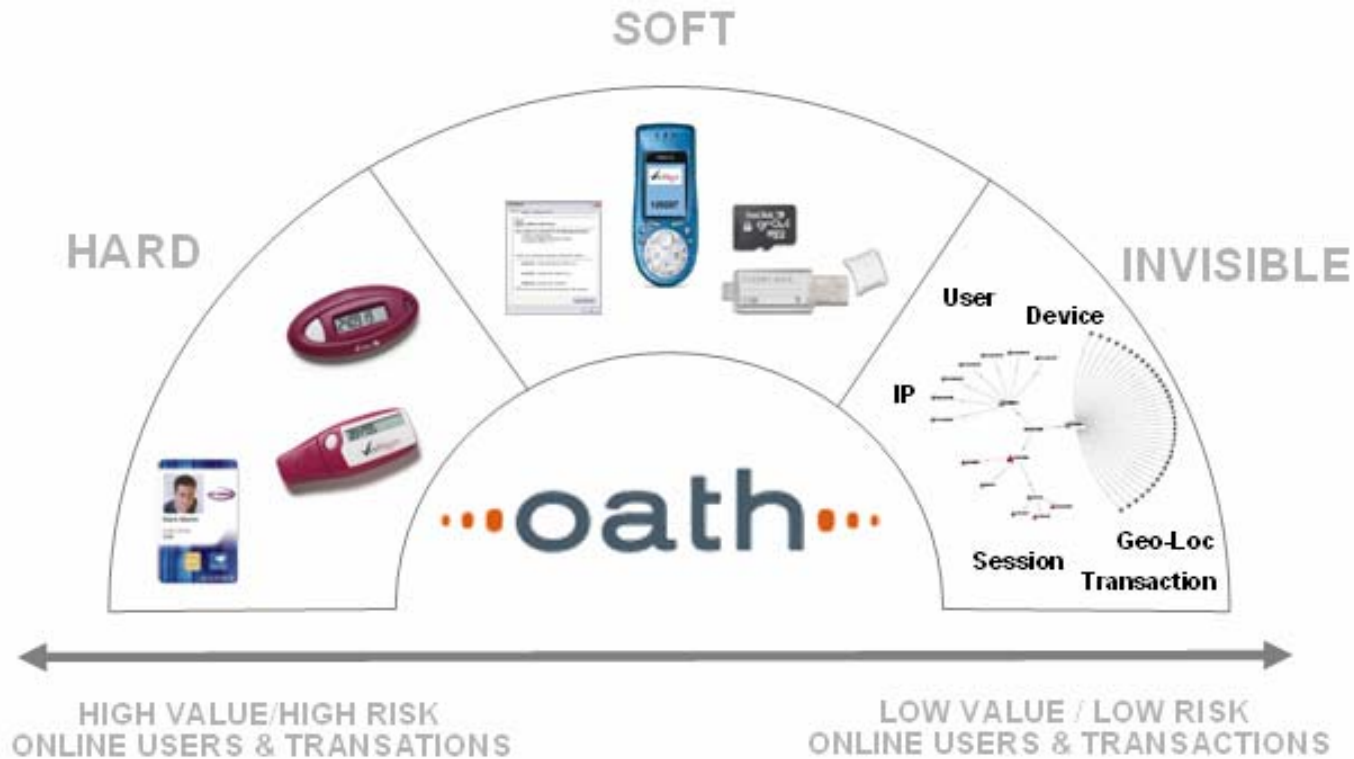 SOFT
HARD
INVISIBLE
User
Device
IP
oath
Geo-Loc
Session
Transaction
HIGH VALUE/HIGH RISK
ONLINE USERS & TRANSATIONS
LOW VALUE / LOW RISK
ONLINE USERS & TRANSACTIONS